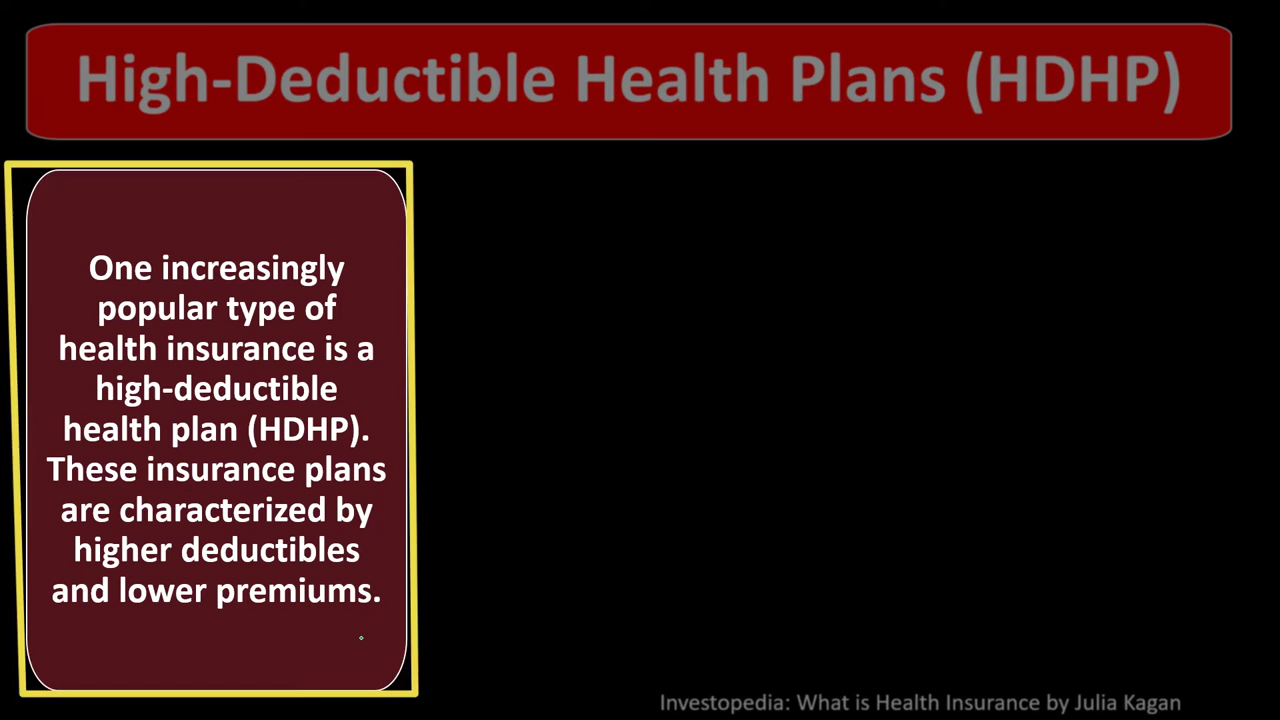 High-Deductible Health Plans (HDHP)
One increasingly
popular type of
health insurance is a
high-deductible
health plan (HDHP).
These insurance plans
are characterized by
higher deductibles
and lower premiums.
Investopedia: What is Health Insurance by Julia Kagan